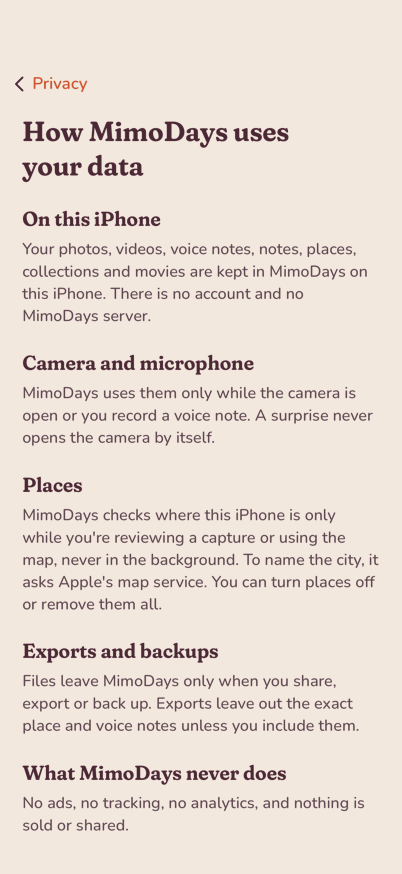 Privacy
How MimoDays uses
your data
On this iPhone
Your photos, videos, voice notes, notes, places,
collections and movies are kept in MimoDays on
this iPhone. There is no account and no
MimoDays server.
Camera and microphone
MimoDays uses them only while the camera is
open or you record a voice note. A surprise never
opens the camera by itself.
Places
MimoDays checks where this iPhone is only
while you're reviewing a capture or using the
map, never in the background. To name the city, it
asks Apple's map service. You can turn places off
or remove them all.
Exports and backups
Files leave MimoDays only when you share,
export or back up. Exports leave out the exact
place and voice notes unless you include them.
What MimoDays never does
No ads, no tracking, no analytics, and nothing is
sold or shared.